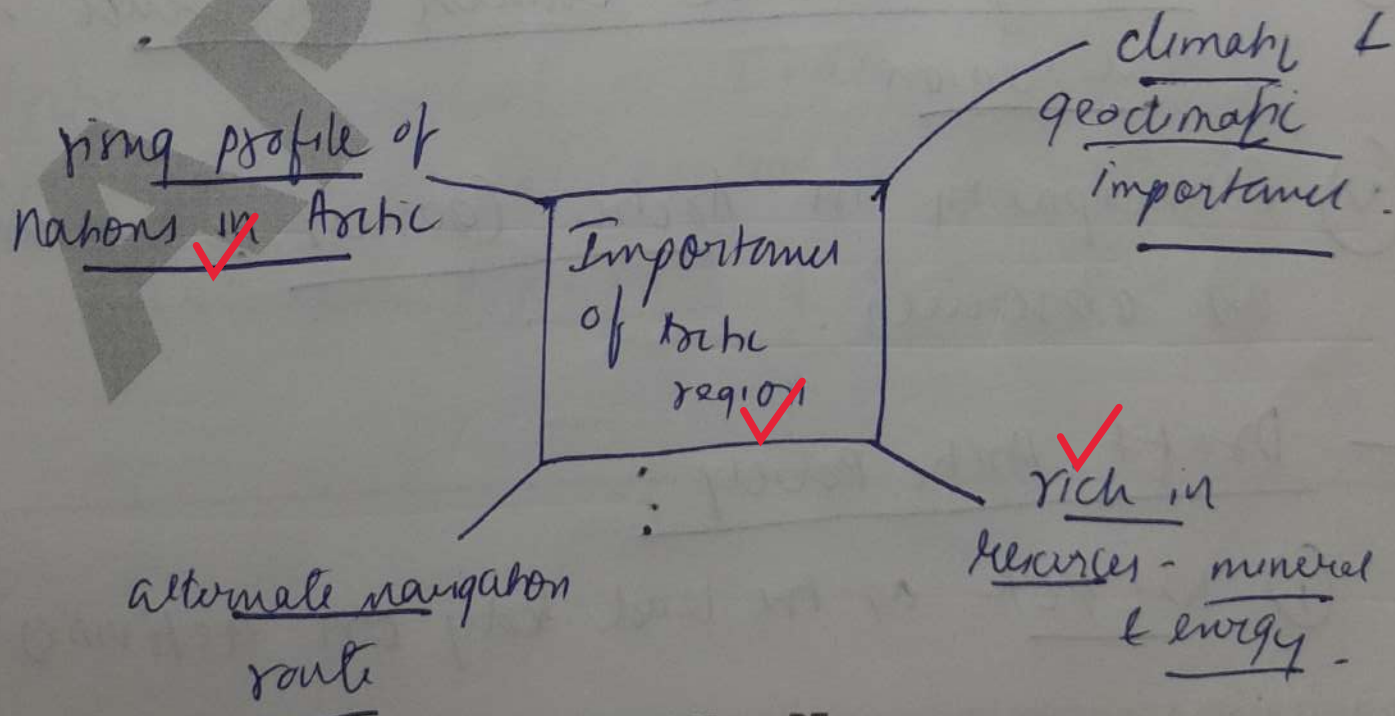 rising profile of
nations in Arctic
climatic &
geoclimatic
importance.
Importance
of Arctic
region
alternate navigation
route
rich in
resources - mineral
& energy.